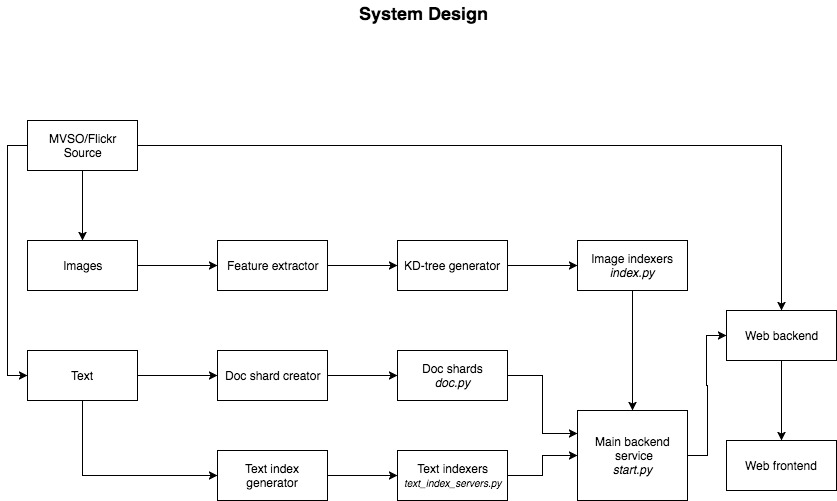 System Design
MVSO/Flickr
Source
Images
Feature extractor
KD-tree generator
Image indexers
index.py
Web backend
Text
Doc shard creator
Doc shards
doc.py
Main backend
service
start.py
Web frontend
Text index
generator
Text indexers
text_index_servers.py